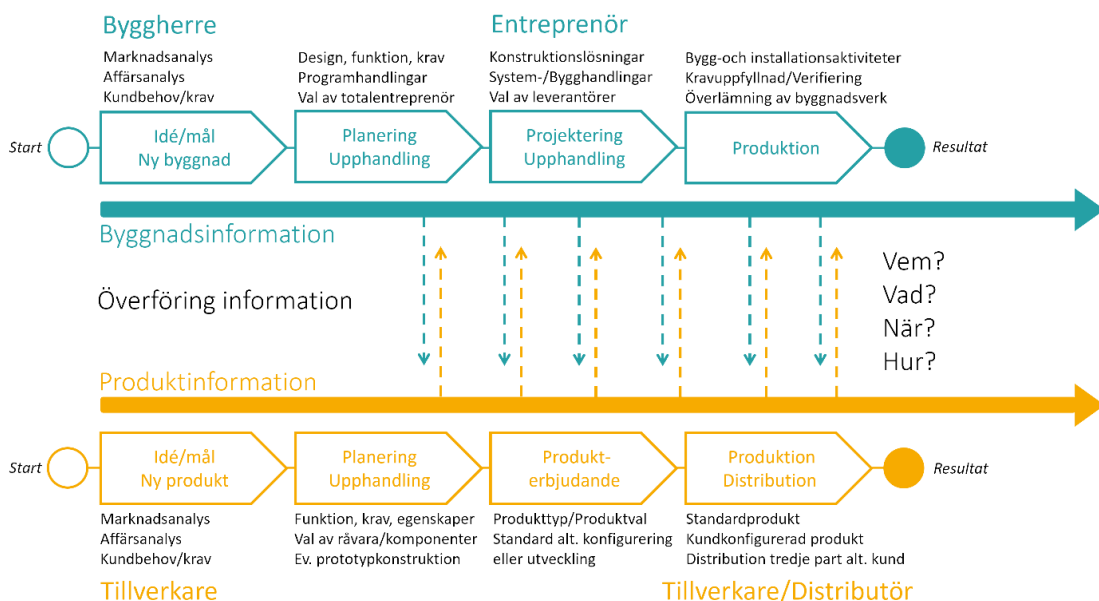 Byggherre
Entreprenör
Marknadsanalys
Affärsanalys
Kundbehov/krav
Design, funktion, krav
Programhandlingar
Val av totalentreprenör
Konstruktionslösningar
System-/Bygghandlingar
Val av leverantörer
Bygg-och installationsaktiviteter
Kravuppfyllnad/Verifiering
Överlämning av byggnadsverk
Start
Idé/mål
Ny byggnad
Planering
Upphandling
Projektering
Upphandling
Produktion
Resultat
Byggnadsinformation
Överföring information
Vem?
Vad?
När?
Hur?
Produktinformation
Start
Idé/mål
Ny produkt
Planering
Upphandling
Produkt-
erbjudande
Produktion
Distribution
Resultat
Marknadsanalys
Affärsanalys
Kundbehov/krav
Funktion, krav, egenskaper
Val av råvara/komponenter
Ev. prototypkonstruktion
Produkttyp/Produktval
Standard alt. konfigurering
eller utveckling
Standardprodukt
Kundkonfigurerad produkt
Distribution tredje part alt. kund
Tillverkare
Tillverkare/Distributör